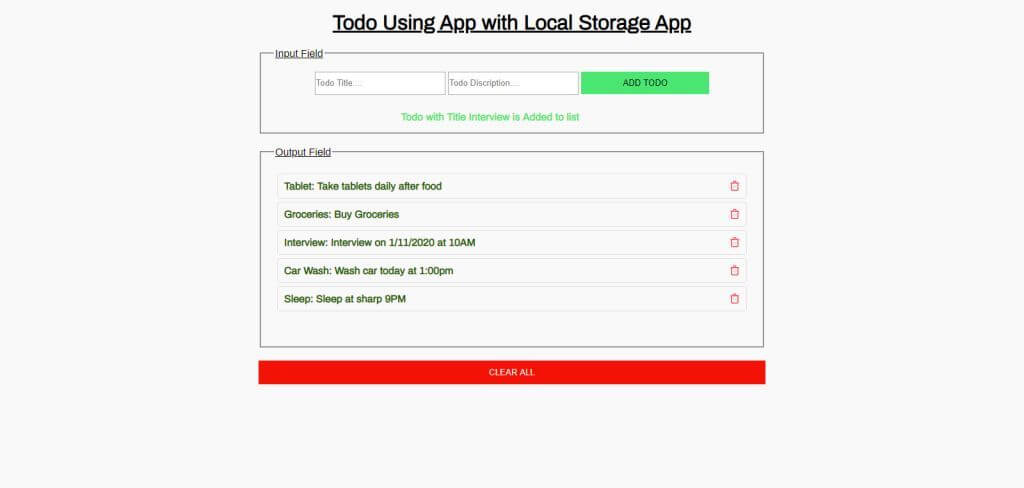 Todo Using App with Local Storage App
Input Field
Todo Title.... Todo Discription.... ADD TODO
Todo with Title Interview is Added to list
Output Field
Tablet: Take tablets daily after food
Groceries: Buy Groceries
Interview: Interview on 1/11/2020 at 10AM
Car Wash: Wash car today at 1:00pm
Sleep: Sleep at sharp 9PM
CLEAR ALL